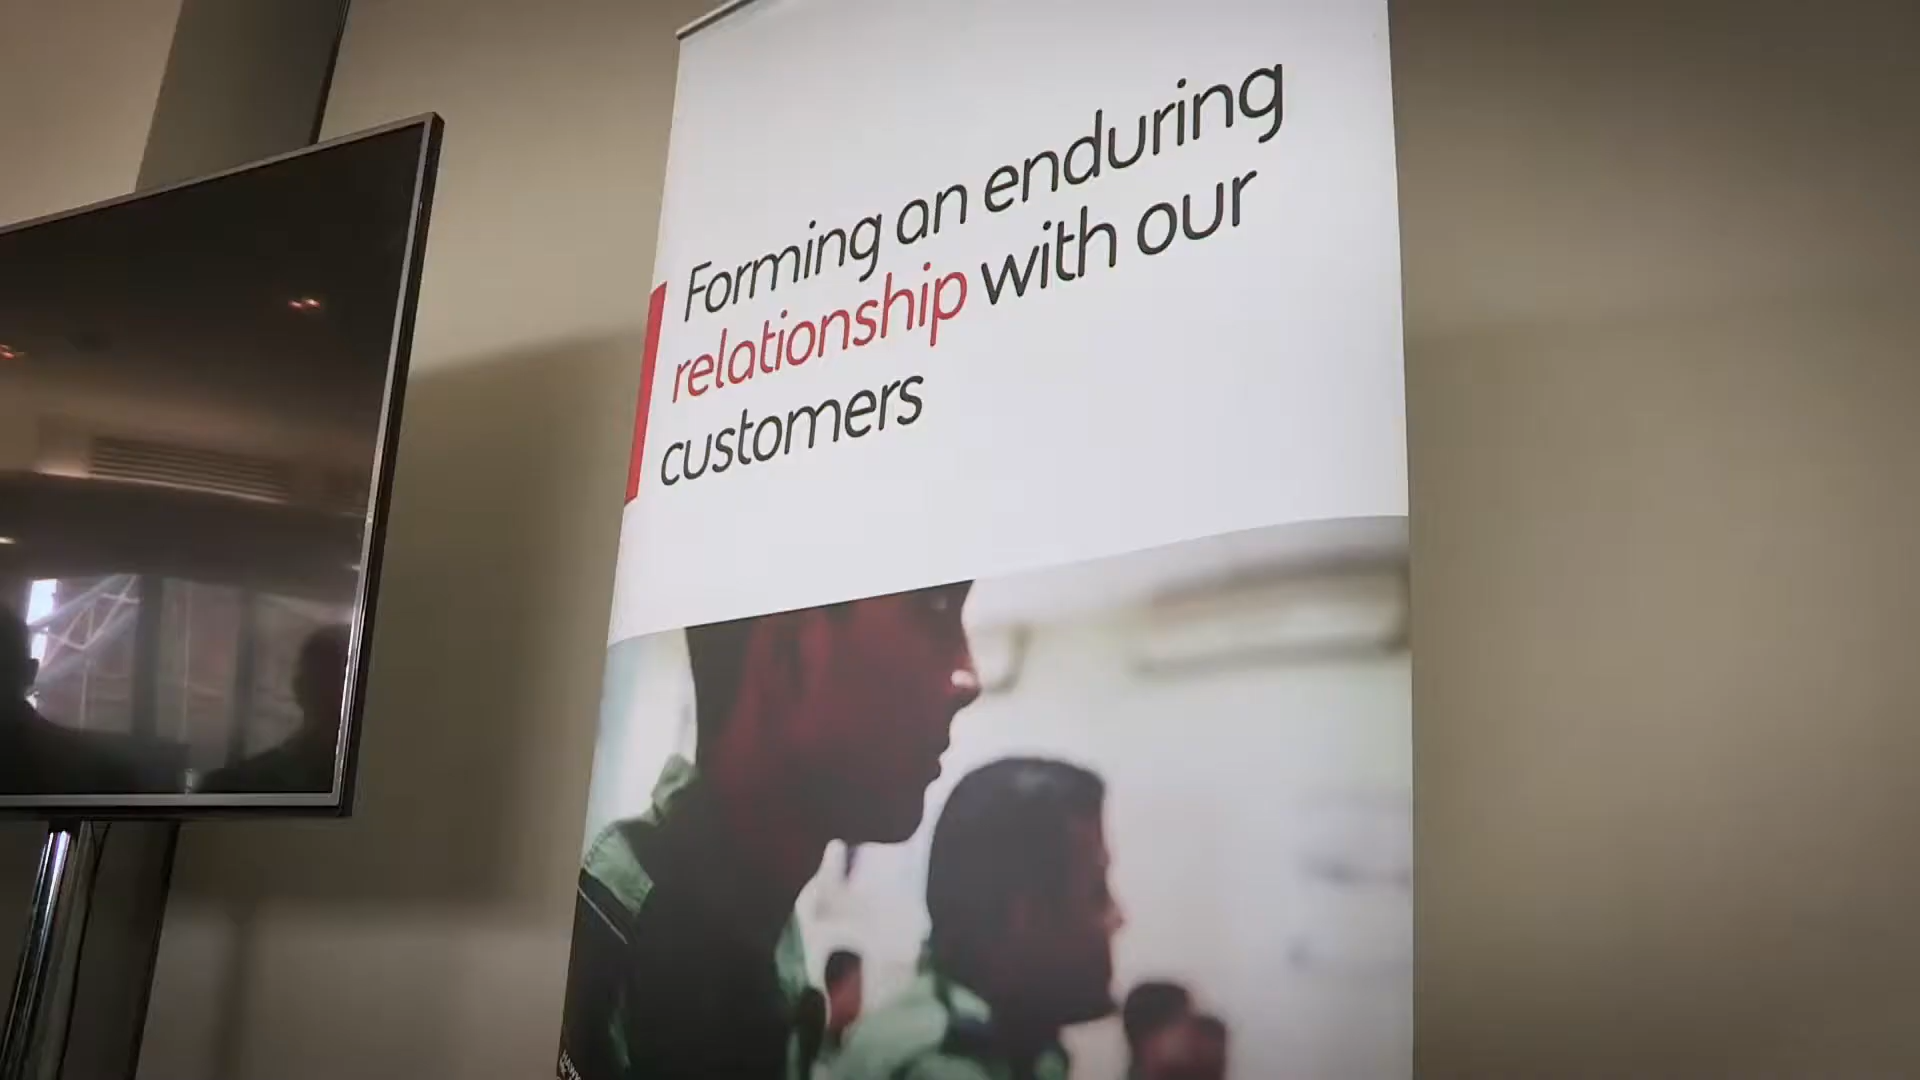 Forming an enduring
relationship with our
customers